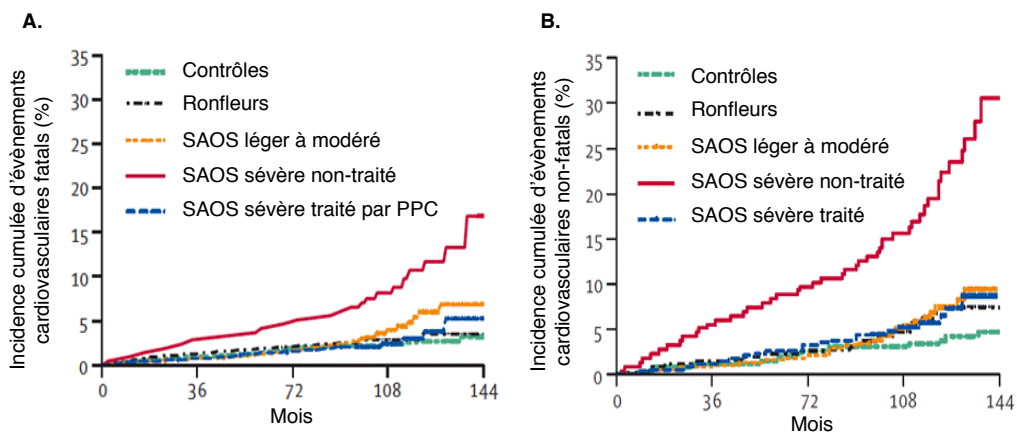 A.
Incidence cumulée d'évènements
cardiovasculaires fatals (%)
35
30
25
20
15
10
5
0
Contrôles
Ronfleurs
SAOS léger à modéré
SAOS sévère non-traité
SAOS sévère traité par PPC
0
36
72
108
144
Mois
B.
Incidence cumulée d'évènements
cardiovasculaires non-fatals (%)
35
30
25
20
15
10
5
0
Contrôles
Ronfleurs
SAOS léger à modéré
SAOS sévère non-traité
SAOS sévère traité
0
36
72
108
144
Mois